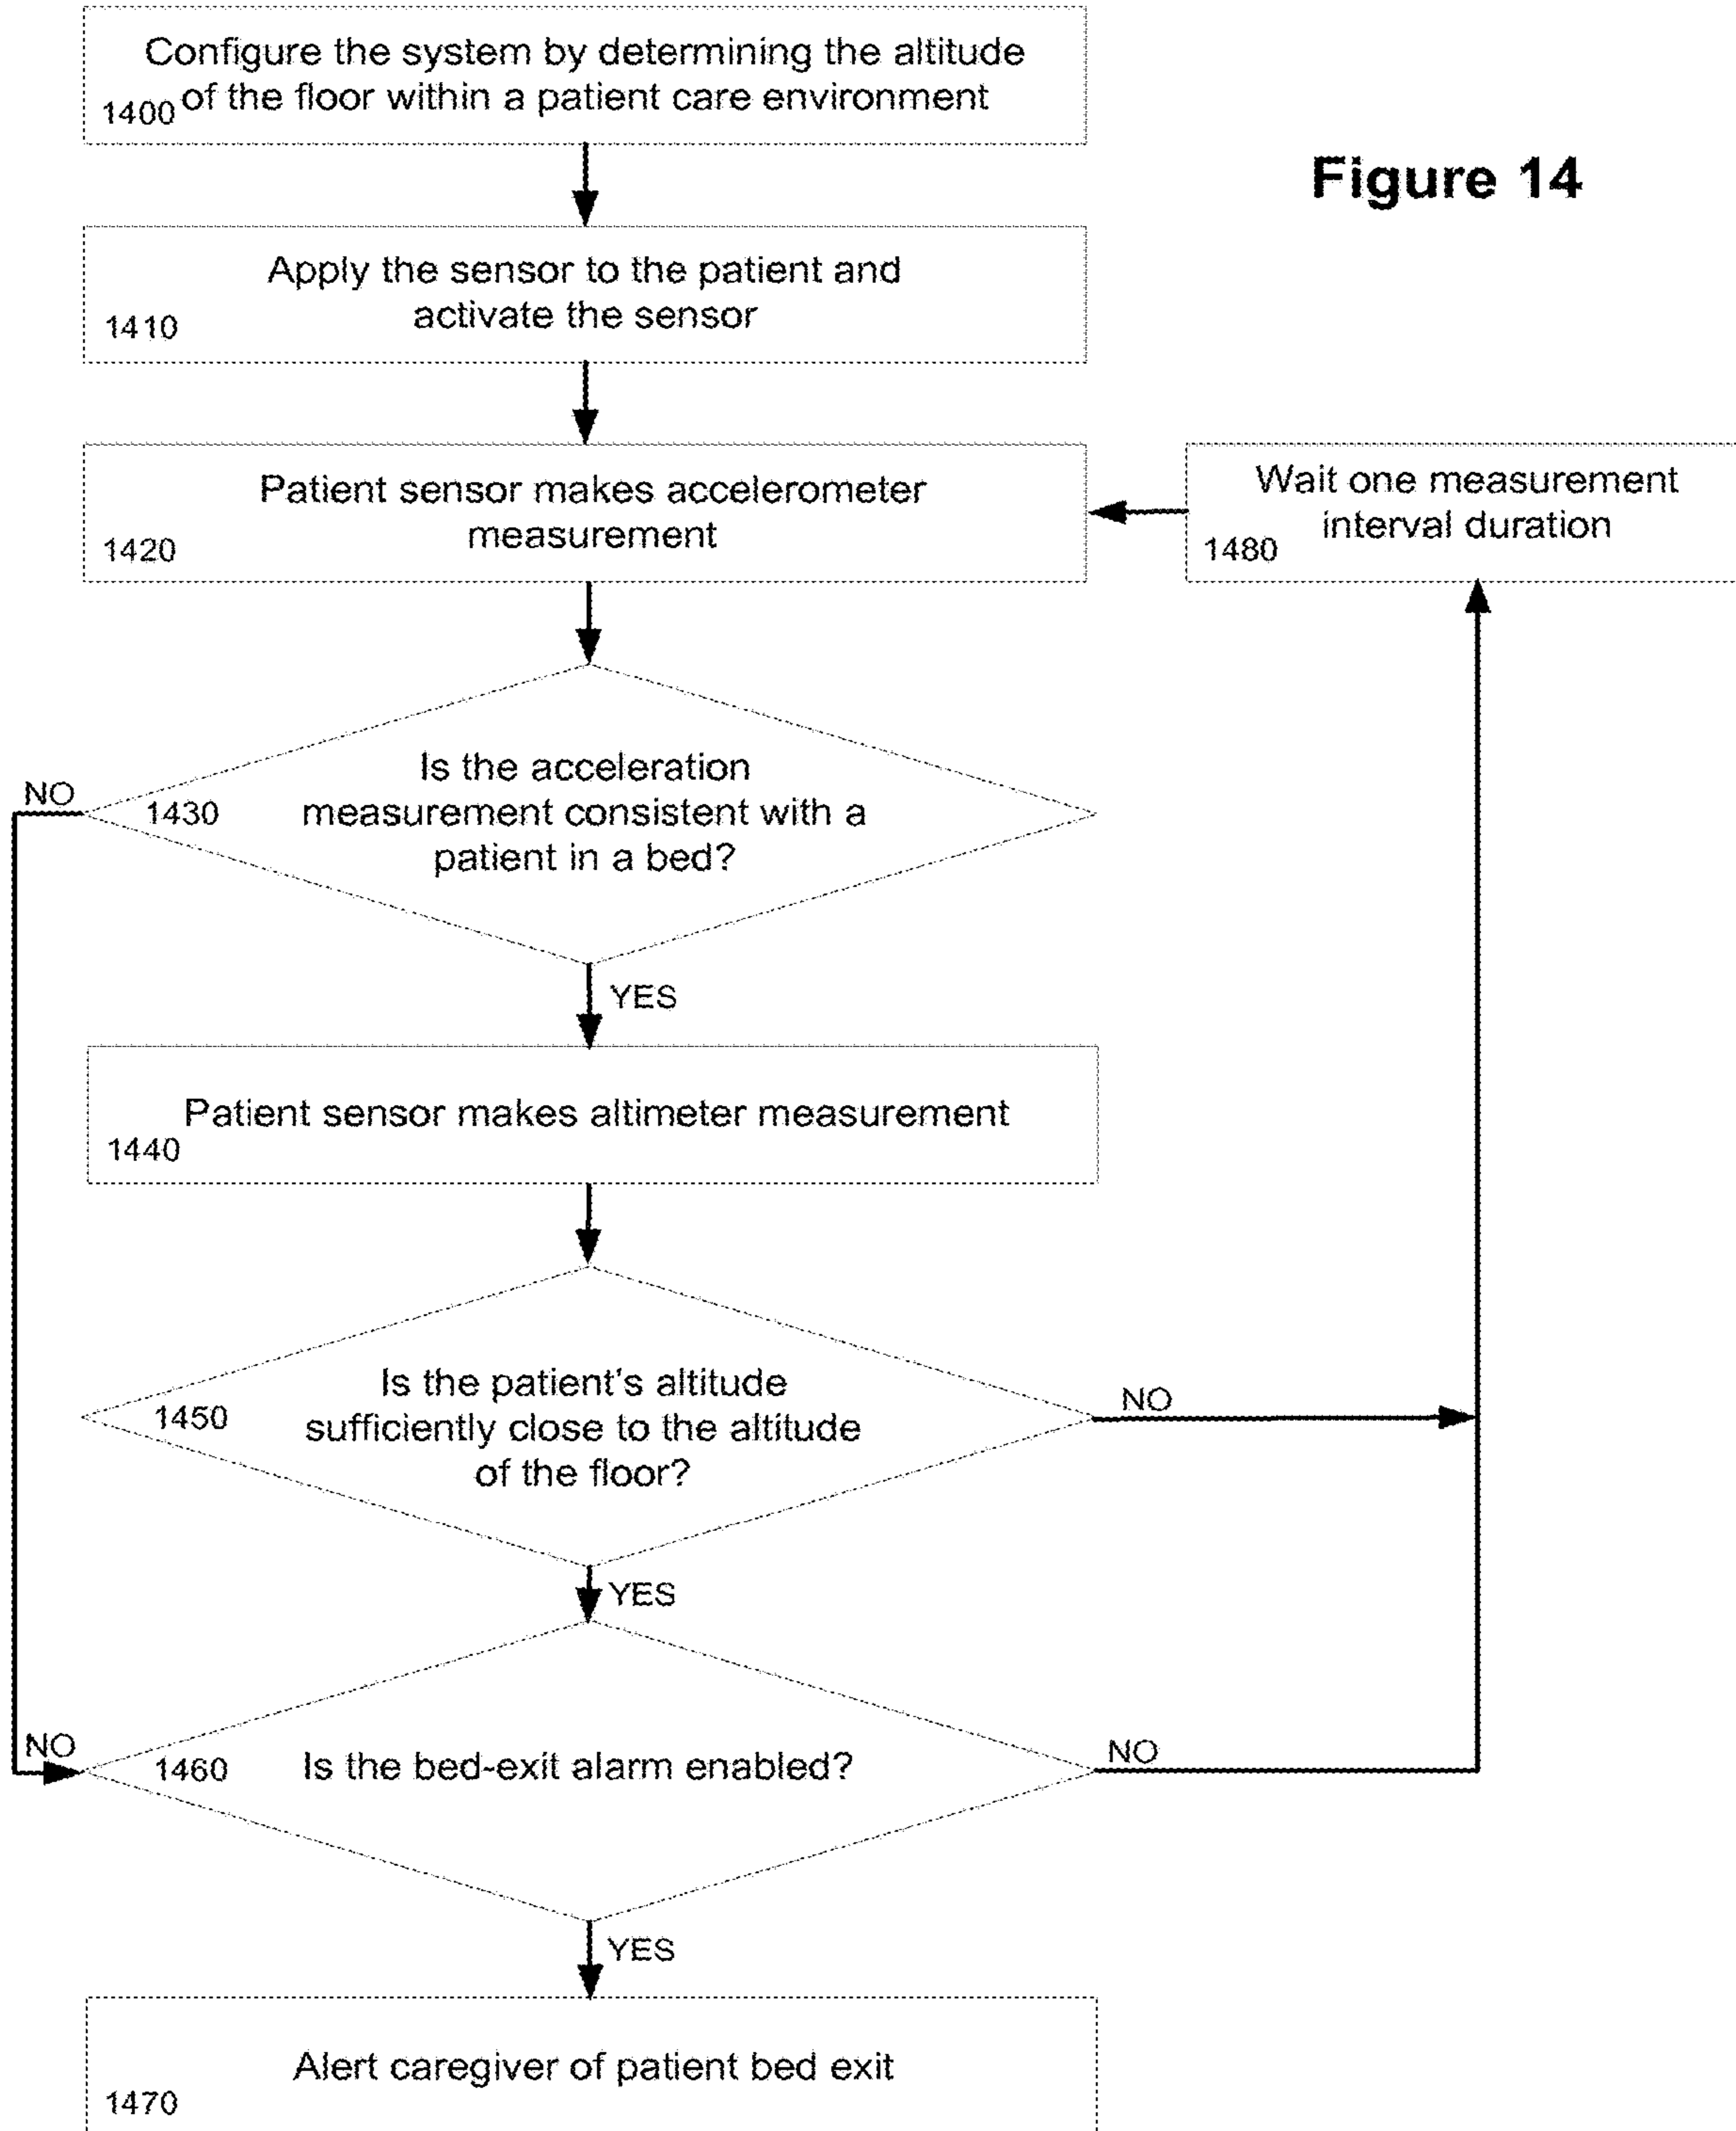 Configure the system by determining the altitude
1400 of the floor within a patient care environment
Figure 14
Apply the sensor to the patient and
activate the sensor
1410
Patient sensor makes accelerometer
measurement
1420
Wait one measurement
interval duration
1480
Is the acceleration
measurement consistent with a
patient in a bed?
1430
NO
YES
Patient sensor makes altimeter measurement
1440
Is the patient's altitude
sufficiently close to the altitude
of the floor?
1450
NO
YES
NO
1460 Is the bed-exit alarm enabled?
NO
YES
Alert caregiver of patient bed exit
1470